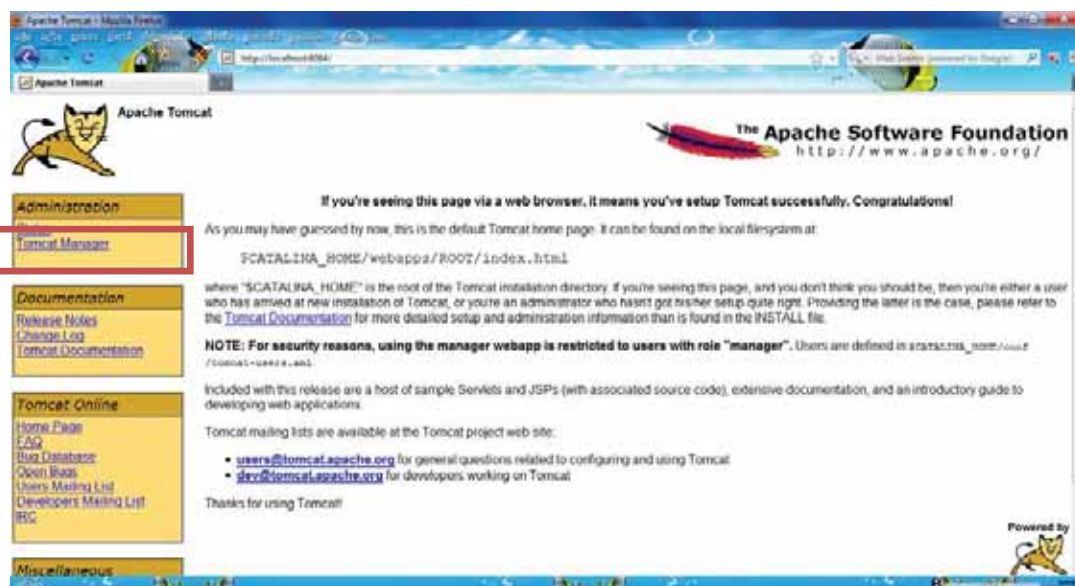 Apache Tomcat - Mozilla Firefox
http://localhost:8084/
Apache Tomcat
Apache Tomcat
The Apache Software Foundation
http://www.apache.org/
Administration
Status
Tomcat Manager
Documentation
Release Notes
Change Log
Tomcat Documentation
Tomcat Online
Home Page
FAQ
Bug Database
Open Bugs
Users Mailing List
Developers Mailing List
IRC
Miscellaneous
If you're seeing this page via a web browser, it means you've setup Tomcat successfully. Congratulations!
As you may have guessed by now, this is the default Tomcat home page. It can be found on the local filesystem at:
$CATALINA_HOME/webapps/ROOT/index.html
where "$CATALINA_HOME" is the root of the Tomcat installation directory. If you're seeing this page, and you don't think you should be, then you're either a user
who has arrived at new installation of Tomcat, or you're an administrator who hasn't got his/her setup quite right. Providing the latter is the case, please refer to
the Tomcat Documentation for more detailed setup and administration information than is found in the INSTALL file.
NOTE: For security reasons, using the manager webapp is restricted to users with role "manager". Users are defined in $CATALINA_HOME/conf
/tomcat-users.xml.
Included with this release are a host of sample Servlets and JSPs (with associated source code), extensive documentation, and an introductory guide to
developing web applications.
Tomcat mailing lists are available at the Tomcat project web site:
users@tomcat.apache.org for general questions related to configuring and using Tomcat
dev@tomcat.apache.org for developers working on Tomcat
Thanks for using Tomcat!
Powered by